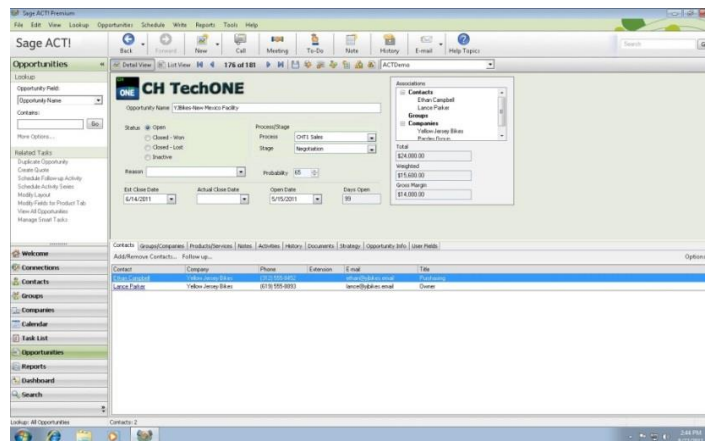 Sage ACT! Premium
File Edit View Lookup Opportunities Schedule Write Reports Tools Help
Sage ACT!
Back Forward New Call Meeting To-Do Note History E-mail Help Topics
Search
Opportunities
Detail View List View 176 of 181 ACTDemo
Lookup
Opportunity Field:
Opportunity Name
Contains:
Go
More Options...
Related Tasks
Duplicate Opportunity
Create Quote
Schedule Follow-up Activity
Schedule Activity Series
Modify Layout
Modify Fields for Product Tab
View All Opportunities
Manage Smart Tasks
ONE CH TechONE
Opportunity Name YJBikes-New Mexico Facility
Status Open
Closed - Won
Closed - Lost
Inactive
Process/Stage
Process CHT1 Sales
Stage Negotiation
Reason Probability 65
Est Close Date Actual Close Date Open Date Days Open
6/14/2011 5/15/2011 99
Associations
Contacts
Ethan Campbell
Lance Parker
Groups
Companies
Yellow Jersey Bikes
Total
$24,000.00
Weighted
$15,600.00
Gross Margin
$14,000.00
Contacts Groups/Companies Products/Services Notes Activities History Documents Strategy Opportunity Info. User Fields
Add/Remove Contacts... Follow up... Options
Contact Company Phone Extension E-mail Title
Ethan Campbell Yellow Jersey Bikes Purchasing
Lance Parker Yellow Jersey Bikes (619) 555-8893 lance@yjbikes.email Owner
Welcome
Connections
Contacts
Groups
Companies
Calendar
Task List
Opportunities
Reports
Dashboard
Search
Lookup: All Opportunities Contacts: 2
3:44 PM